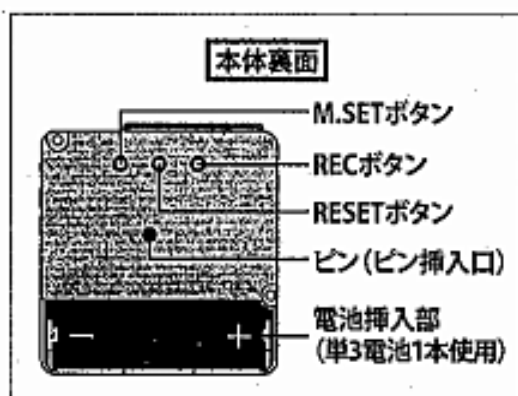 本体裏面
M.SETボタン
RECボタン
RESETボタン
ピン(ピン挿入口)
電池挿入部
(単3電池1本使用)
− +